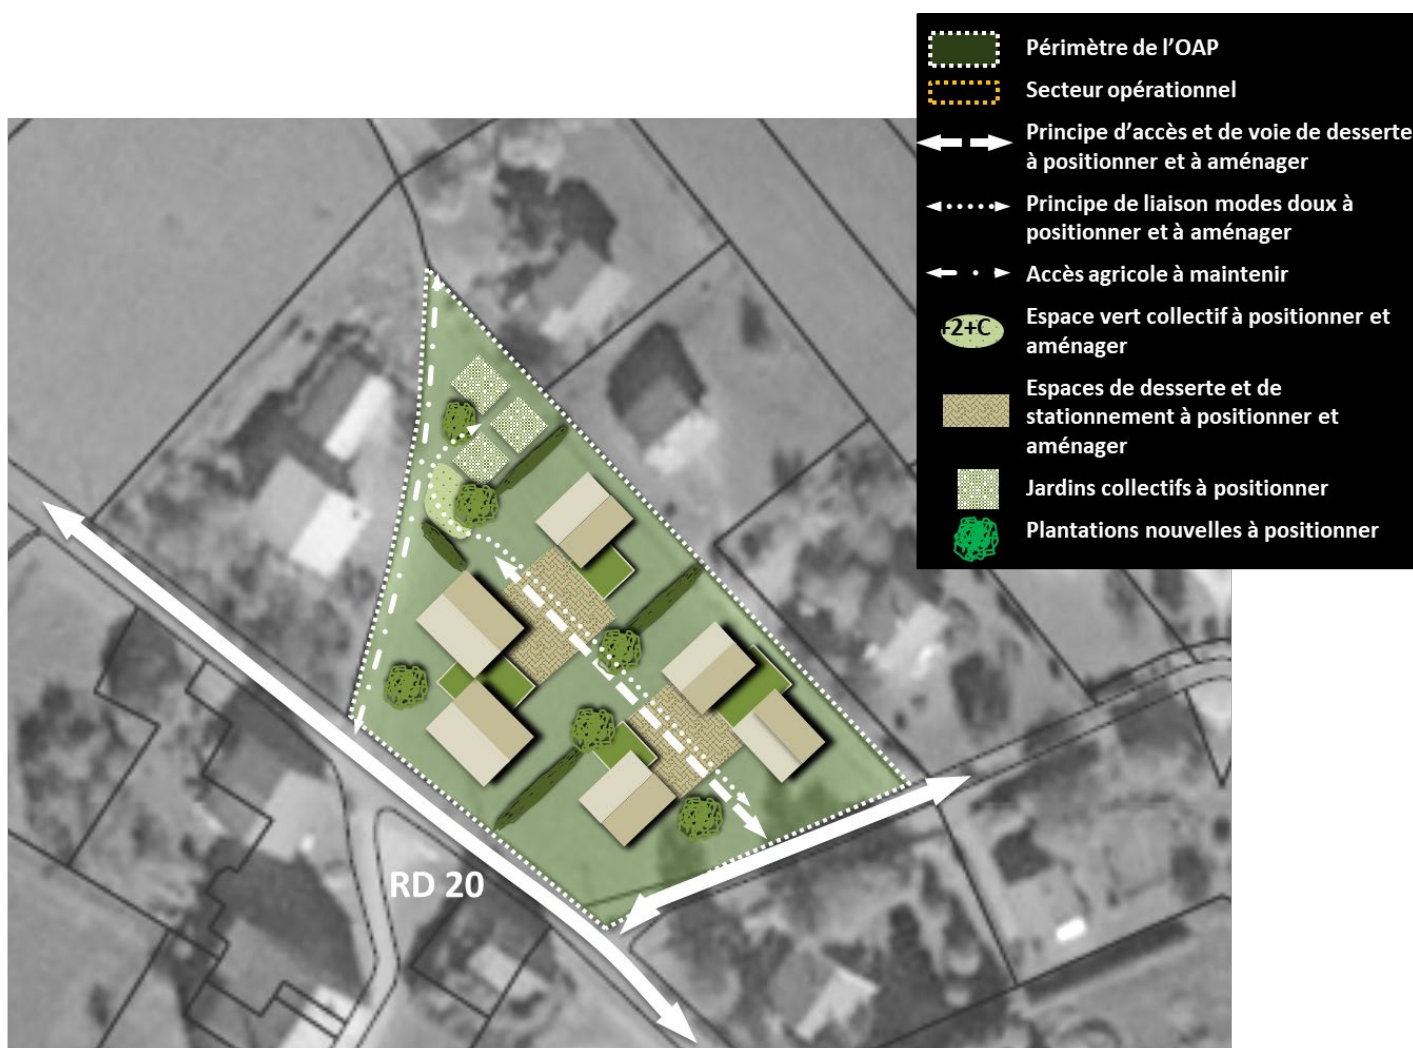 Périmètre de l’OAP
Secteur opérationnel
Principe d’accès et de voie de desserte
à positionner et à aménager
Principe de liaison modes doux à
positionner et à aménager
Accès agricole à maintenir
+2+C
Espace vert collectif à positionner et
aménager
Espaces de desserte et de
stationnement à positionner et
aménager
Jardins collectifs à positionner
Plantations nouvelles à positionner
RD 20